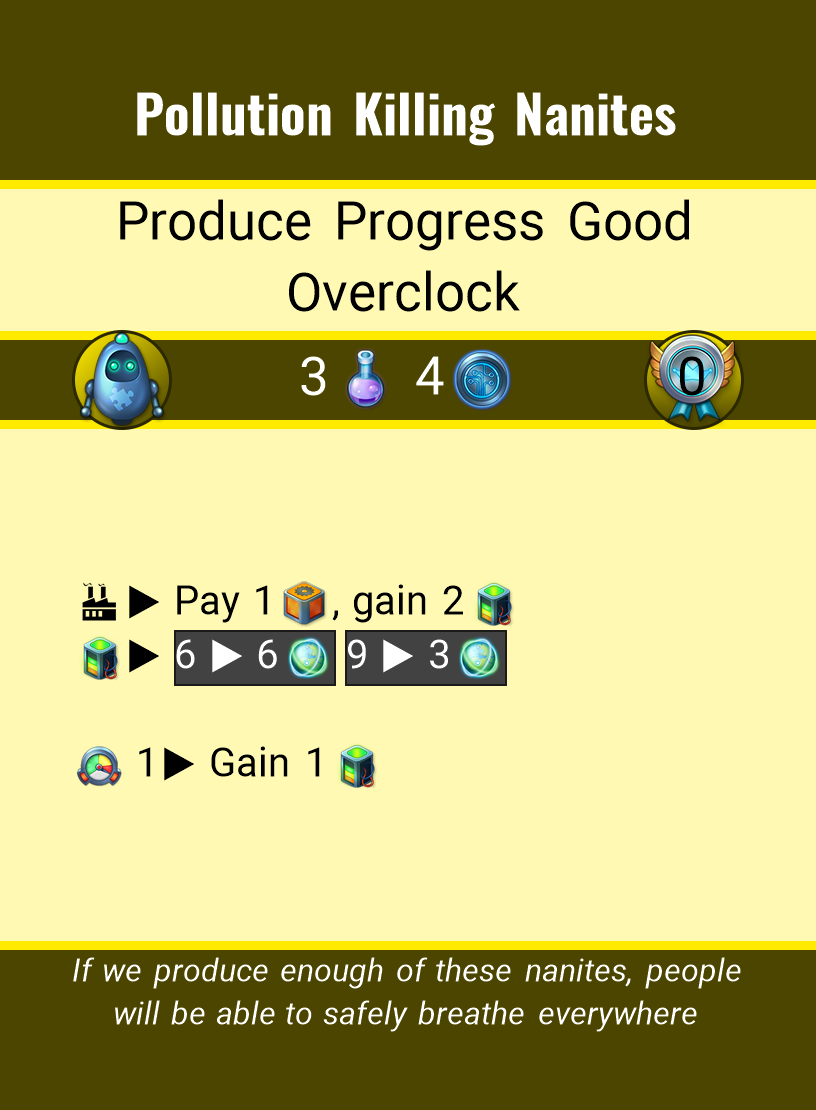 Pollution Killing Nanites
Produce Progress Good
Overclock
3 4 0
▶ Pay 1 , gain 2
▶ 6 ▶ 6 9 ▶ 3
1 ▶ Gain 1
If we produce enough of these nanites, people
will be able to safely breathe everywhere